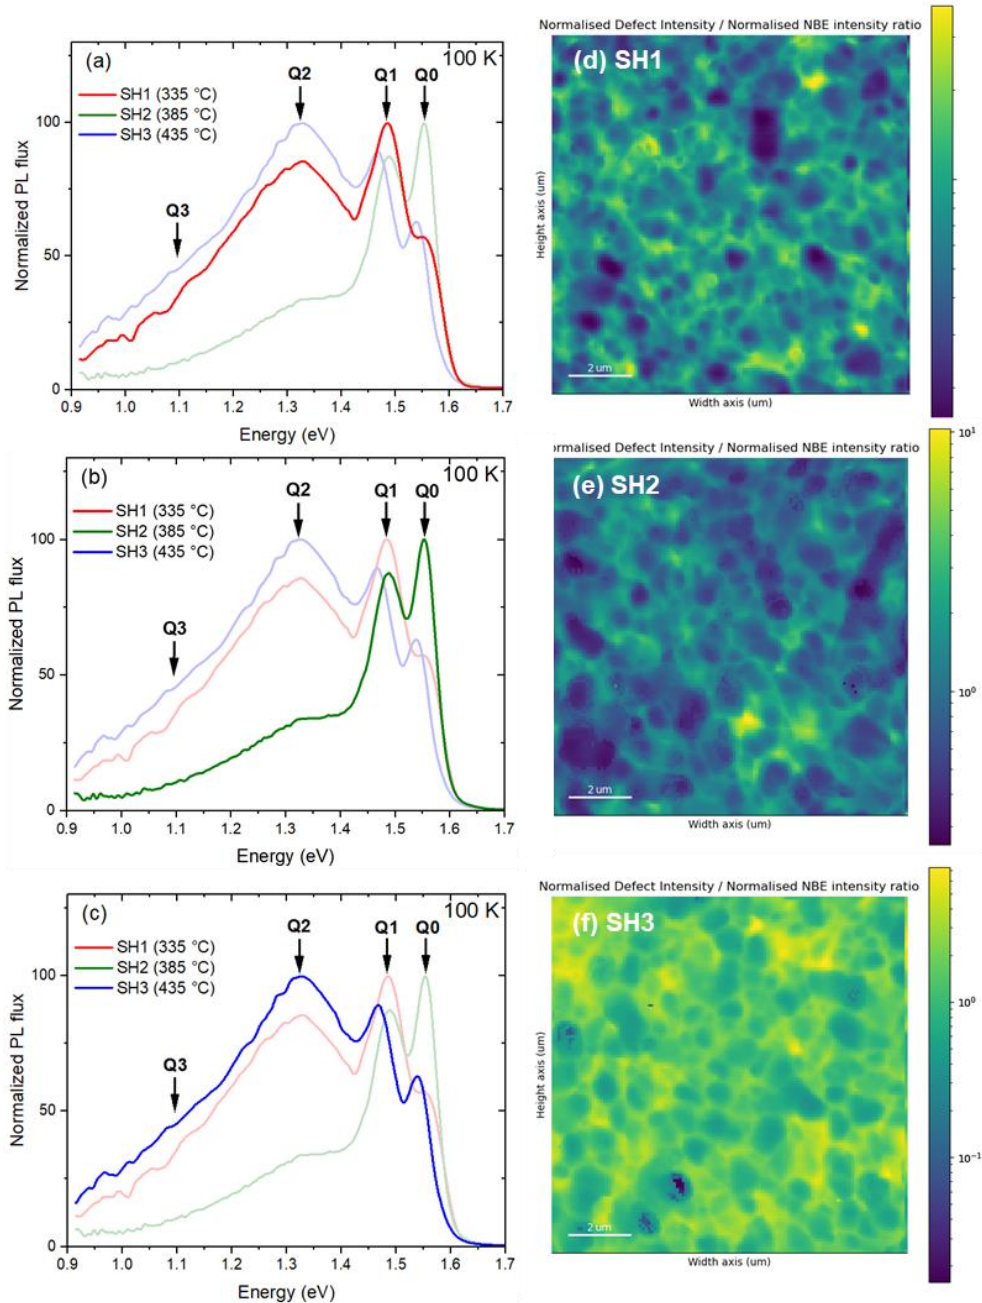 (a)
100 K
Q2
Q1
Q0
Q3
SH1 (335 °C)
SH2 (385 °C)
SH3 (435 °C)
Normalized PL flux
100
50
0
0.9 1.0 1.1 1.2 1.3 1.4 1.5 1.6 1.7
Energy (eV)
Normalised Defect Intensity / Normalised NBE intensity ratio
(d) SH1
Height axis (um)
2 um
Width axis (um)
(b)
100 K
Q2
Q1
Q0
Q3
SH1 (335 °C)
SH2 (385 °C)
SH3 (435 °C)
Normalized PL flux
100
50
0
0.9 1.0 1.1 1.2 1.3 1.4 1.5 1.6 1.7
Energy (eV)
ormalised Defect Intensity / Normalised NBE intensity ratio
(e) SH2
2 um
Width axis (um)
10¹
10⁰
(c)
100 K
Q2
Q1
Q0
Q3
SH1 (335 °C)
SH2 (385 °C)
SH3 (435 °C)
Normalized PL flux
100
50
0
0.9 1.0 1.1 1.2 1.3 1.4 1.5 1.6 1.7
Energy (eV)
Normalised Defect Intensity / Normalised NBE intensity ratio
(f) SH3
Height axis (um)
2 um
Width axis (um)
10⁰
10⁻¹